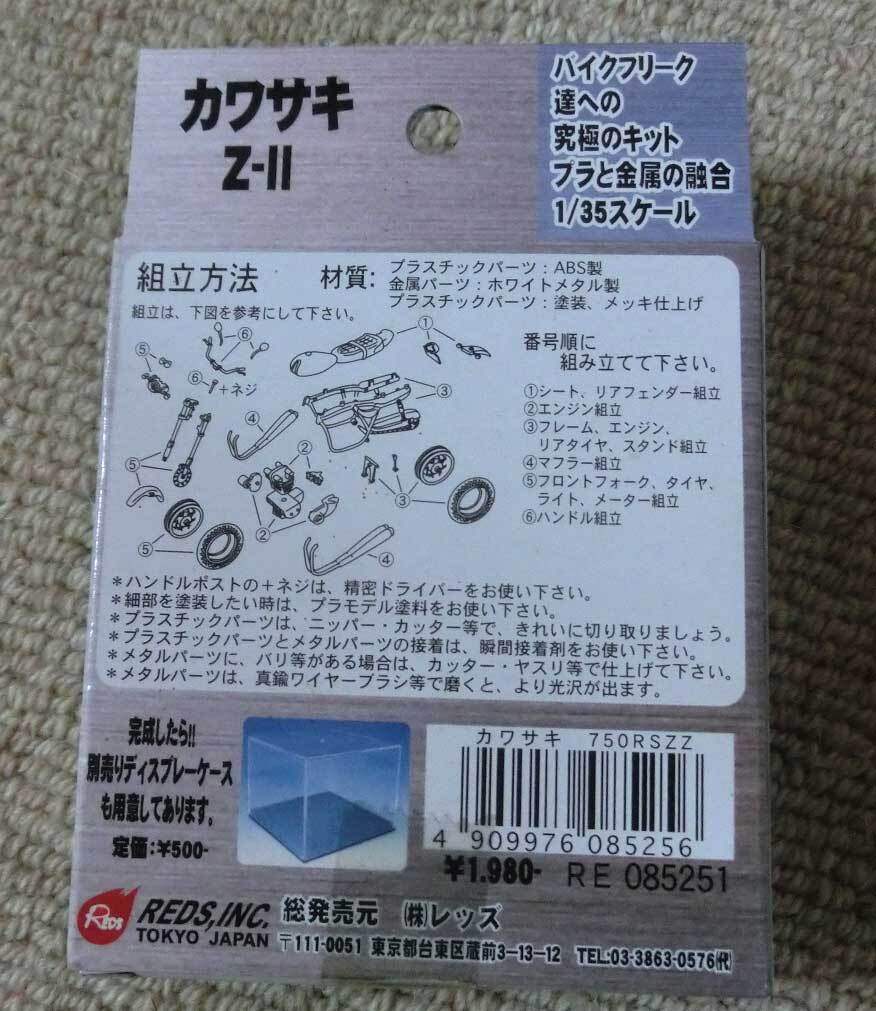 カワサキ
Z-II
バイクフリーク
達への
究極のキット
プラと金属の融合
1/35スケール
組立方法
組立は、下図を参考にして下さい。
材質:
プラスチックパーツ:ABS製
金属パーツ:ホワイトメタル製
プラスチックパーツ:塗装、メッキ仕上げ
番号順に
組み立てて下さい。
①シート、リアフェンダー組立
②エンジン組立
③フレーム、エンジン、
リアタイヤ、スタンド組立
④マフラー組立
⑤フロントフォーク、タイヤ、
ライト、メーター組立
⑥ハンドル組立
⑤
⑥
⑥
+ネジ
①
③
④
②
⑤
③
②
⑤
④
*ハンドルポストの+ネジは、精密ドライバーをお使い下さい。
*細部を塗装したい時は、プラモデル塗料をお使い下さい。
*プラスチックパーツは、ニッパー・カッター等で、きれいに切り取りましょう。
*プラスチックパーツとメタルパーツの接着は、瞬間接着剤をお使い下さい。
*メタルパーツに、バリ等がある場合は、カッター・ヤスリ等で仕上げて下さい。
*メタルパーツは、真鍮ワイヤーブラシ等で磨くと、より光沢が出ます。
完成したら!!
別売りディスプレーケース
も用意してあります。
定価:¥500-
カワサキ 750RSZZ
4 909976 085256
¥1.980- RE 085251
REDS
REDS,INC.
TOKYO JAPAN
総発売元 (株)レッズ
〒111-0051 東京都台東区蔵前3-13-12 TEL:03-3863-0576(代)